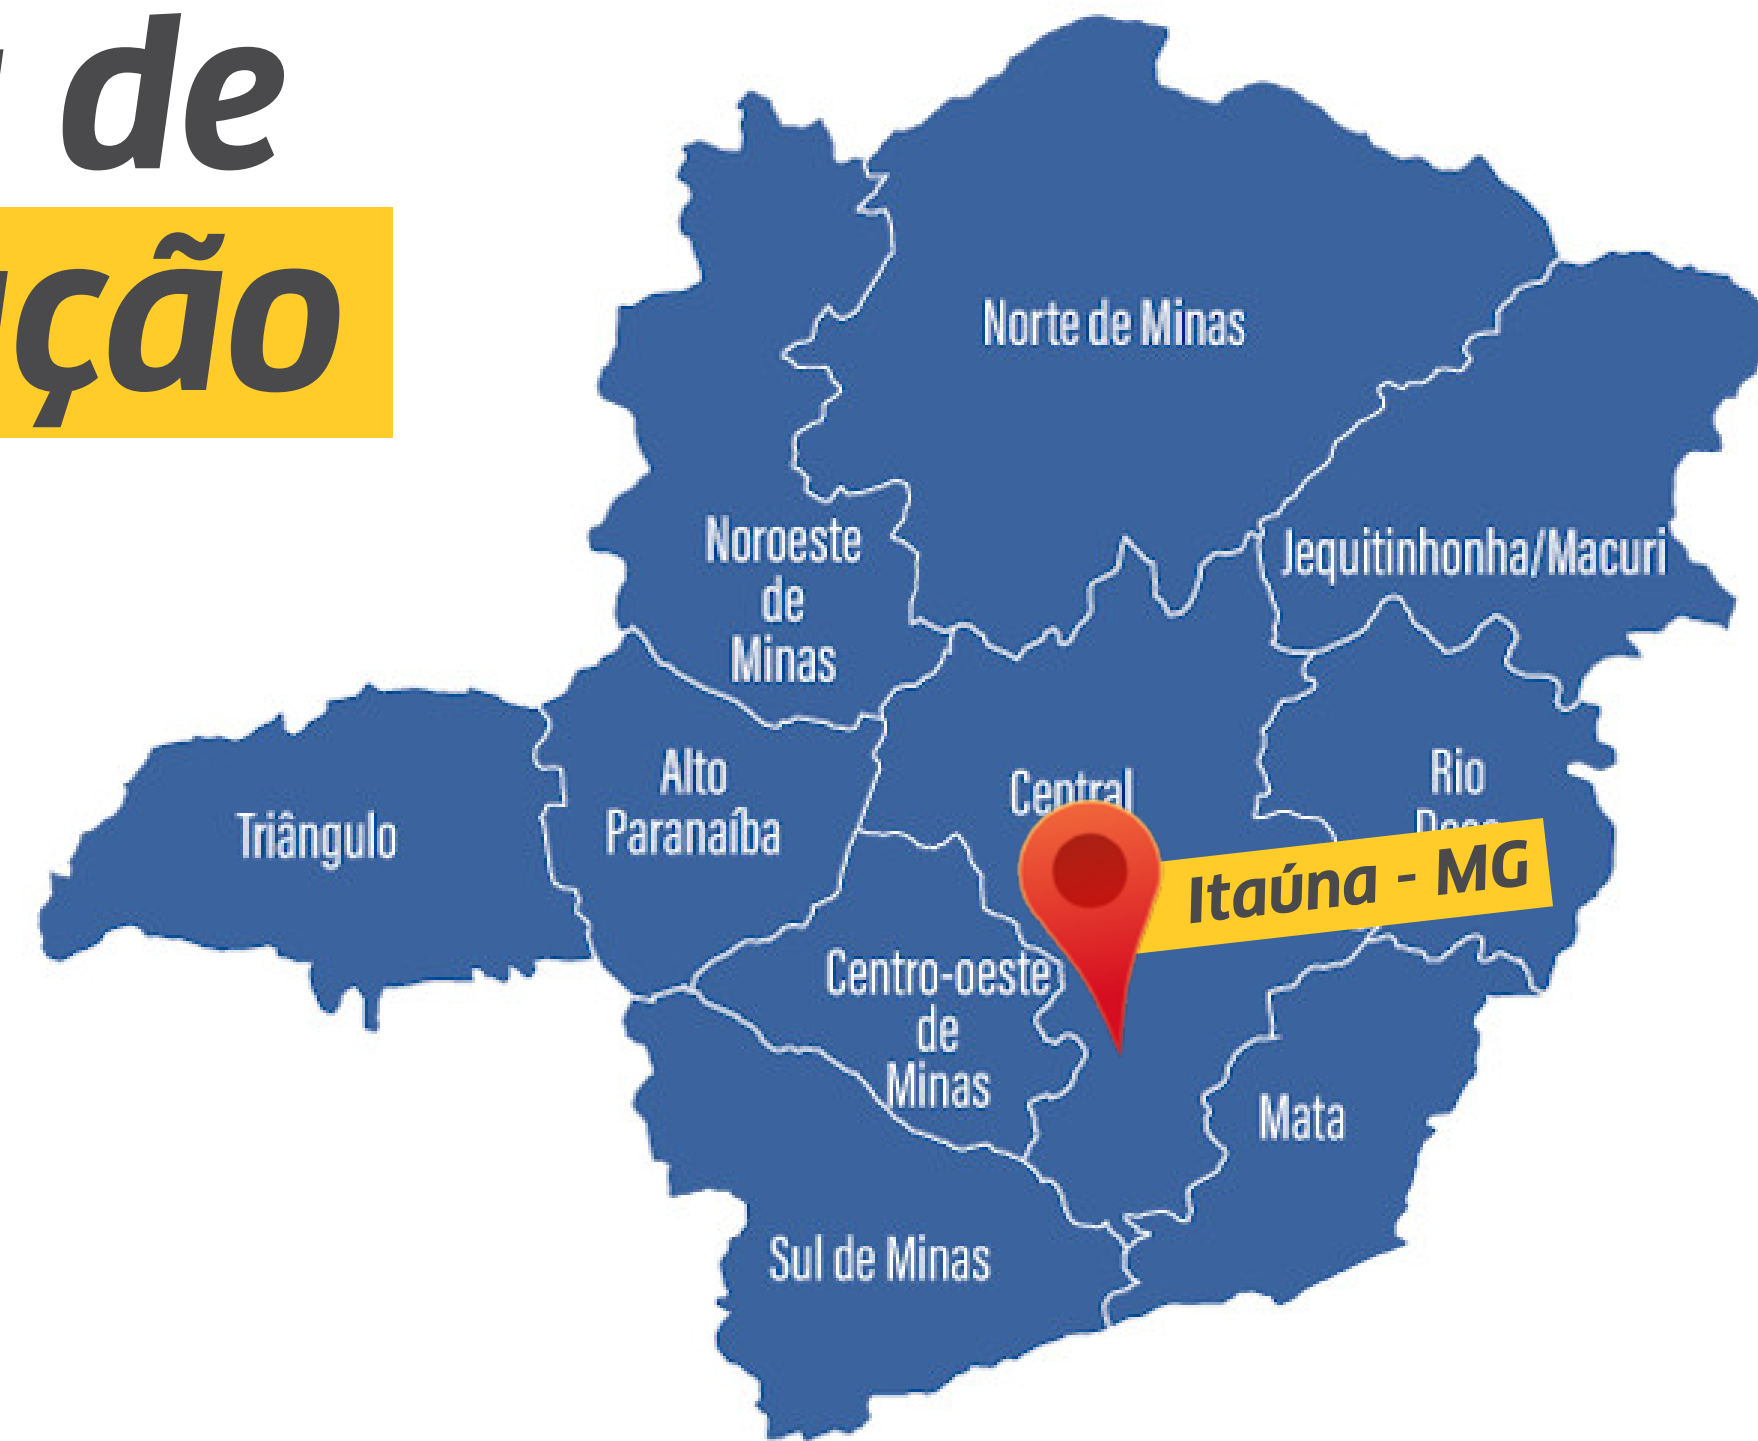 de
ção
Norte de Minas
Noroeste
de
Minas
Jequitinhonha/Macuri
Alto
Paranaíba
Triângulo
Central
Rio
Itaúna - MG
Centro-oeste
de
Minas
Mata
Sul de Minas